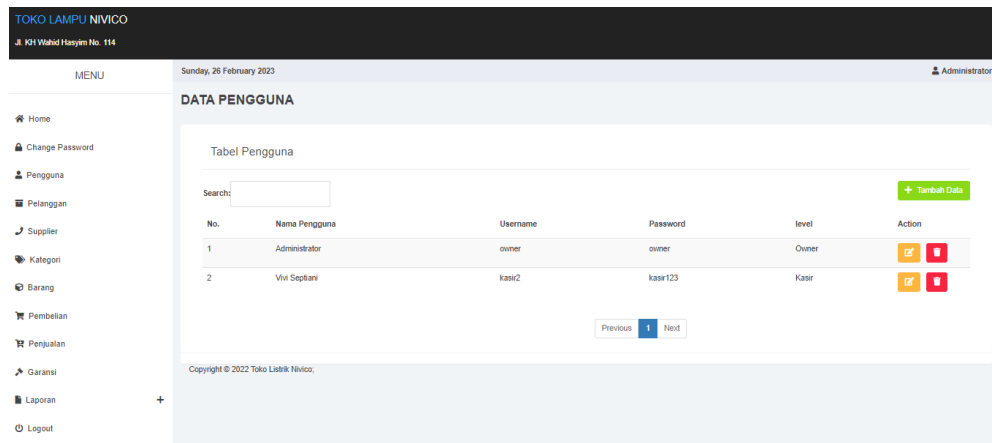 TOKO LAMPU NIVICO
Jl. KH Wahid Hasyim No. 114
MENU
Sunday, 26 February 2023
Administrator
DATA PENGGUNA
Home
Change Password
Pengguna
Pelanggan
Supplier
Kategori
Barang
Pembelian
Penjualan
Garansi
Laporan +
Logout
Tabel Pengguna
Search:
+ Tambah Data
No. Nama Pengguna Username Password level Action
1 Administrator owner owner Owner
2 Vivi Septiani kasir2 kasir123 Kasir
Previous 1 Next
Copyright © 2022 Toko Listrik Nivico;